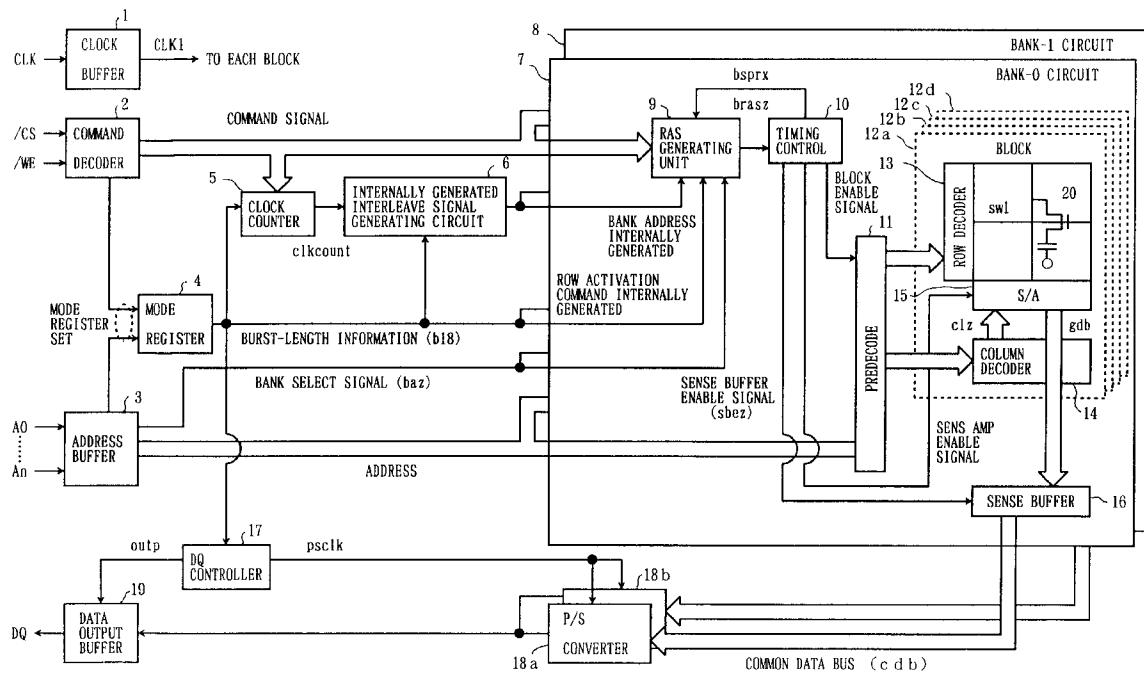 1
CLOCK
BUFFER
CLK
CLK1
TO EACH BLOCK
2
/CS
/WE
COMMAND
DECODER
COMMAND SIGNAL
5
CLOCK
COUNTER
clkcount
6
INTERNALLY GENERATED
INTERLEAVE SIGNAL
GENERATING CIRCUIT
MODE
REGISTER
SET
4
MODE
REGISTER
BURST-LENGTH INFORMATION (bl8)
BANK SELECT SIGNAL (baz)
3
A0
An
ADDRESS
BUFFER
ADDRESS
8
BANK-1 CIRCUIT
7
BANK-0 CIRCUIT
bsprx
brasz
9
RAS
GENERATING
UNIT
10
TIMING
CONTROL
BLOCK
ENABLE
SIGNAL
BANK ADDRESS
INTERNALLY
GENERATED
ROW ACTIVATION
COMMAND INTERNALLY
GENERATED
SENSE BUFFER
ENABLE SIGNAL
(sbez)
11
PREDECODE
12d
12c
12b
12a
BLOCK
13
ROW DECODER
swl
20
15
S/A
clz
gdb
COLUMN
DECODER
14
SENS AMP
ENABLE
SIGNAL
SENSE BUFFER
16
17
DQ
CONTROLLER
outp
psclk
19
DATA
OUTPUT
BUFFER
DQ
18b
P/S
CONVERTER
18a
COMMON DATA BUS (cdb)